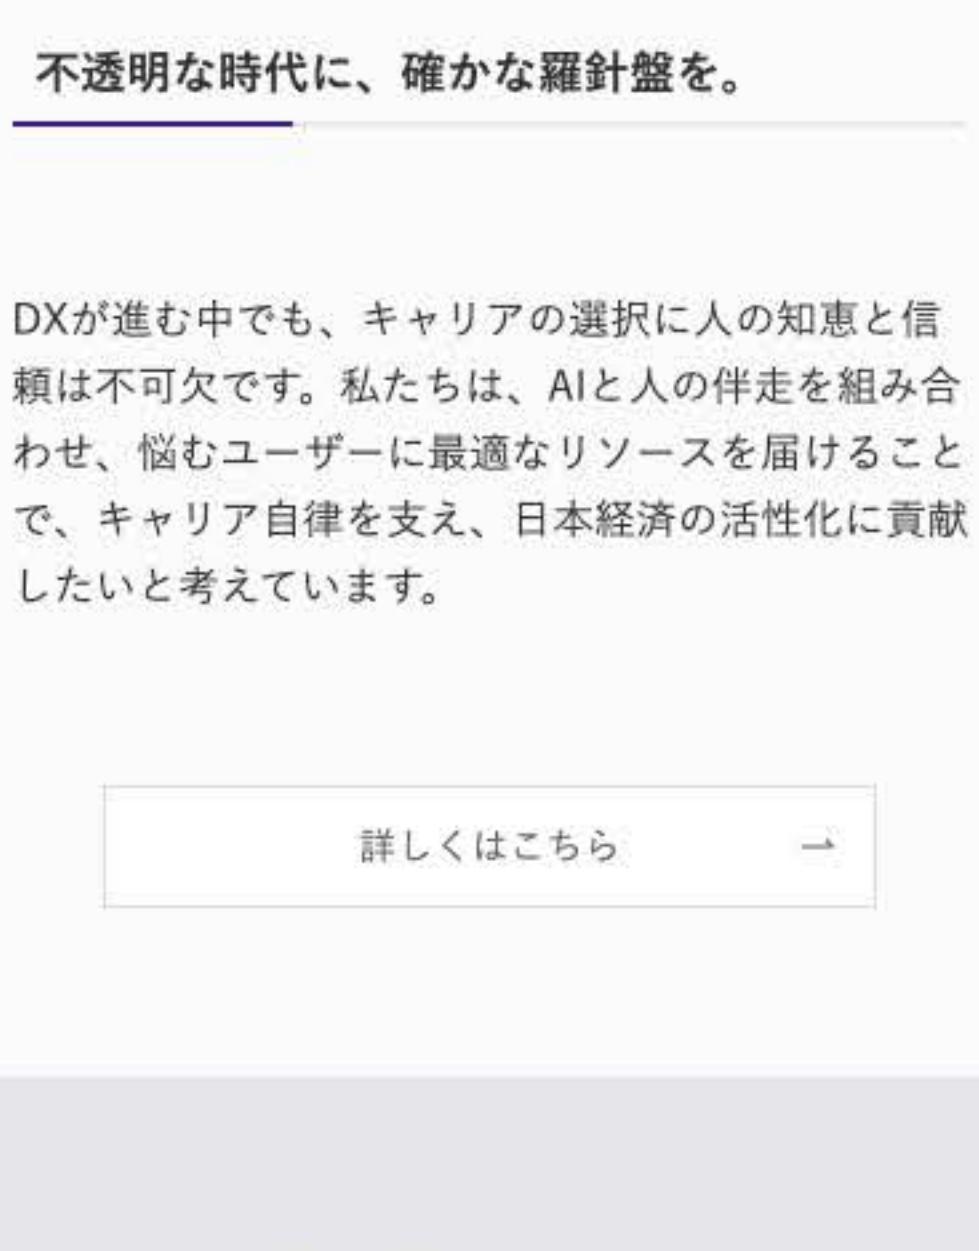 不透明な時代に、確かな羅針盤を。
DXが進む中でも、キャリアの選択に人の知恵と信
頼は不可欠です。私たちは、AIと人の伴走を組み合
わせ、悩むユーザーに最適なリソースを届けること
で、キャリア自律を支え、日本経済の活性化に貢献
したいと考えています。
詳しくはこちら